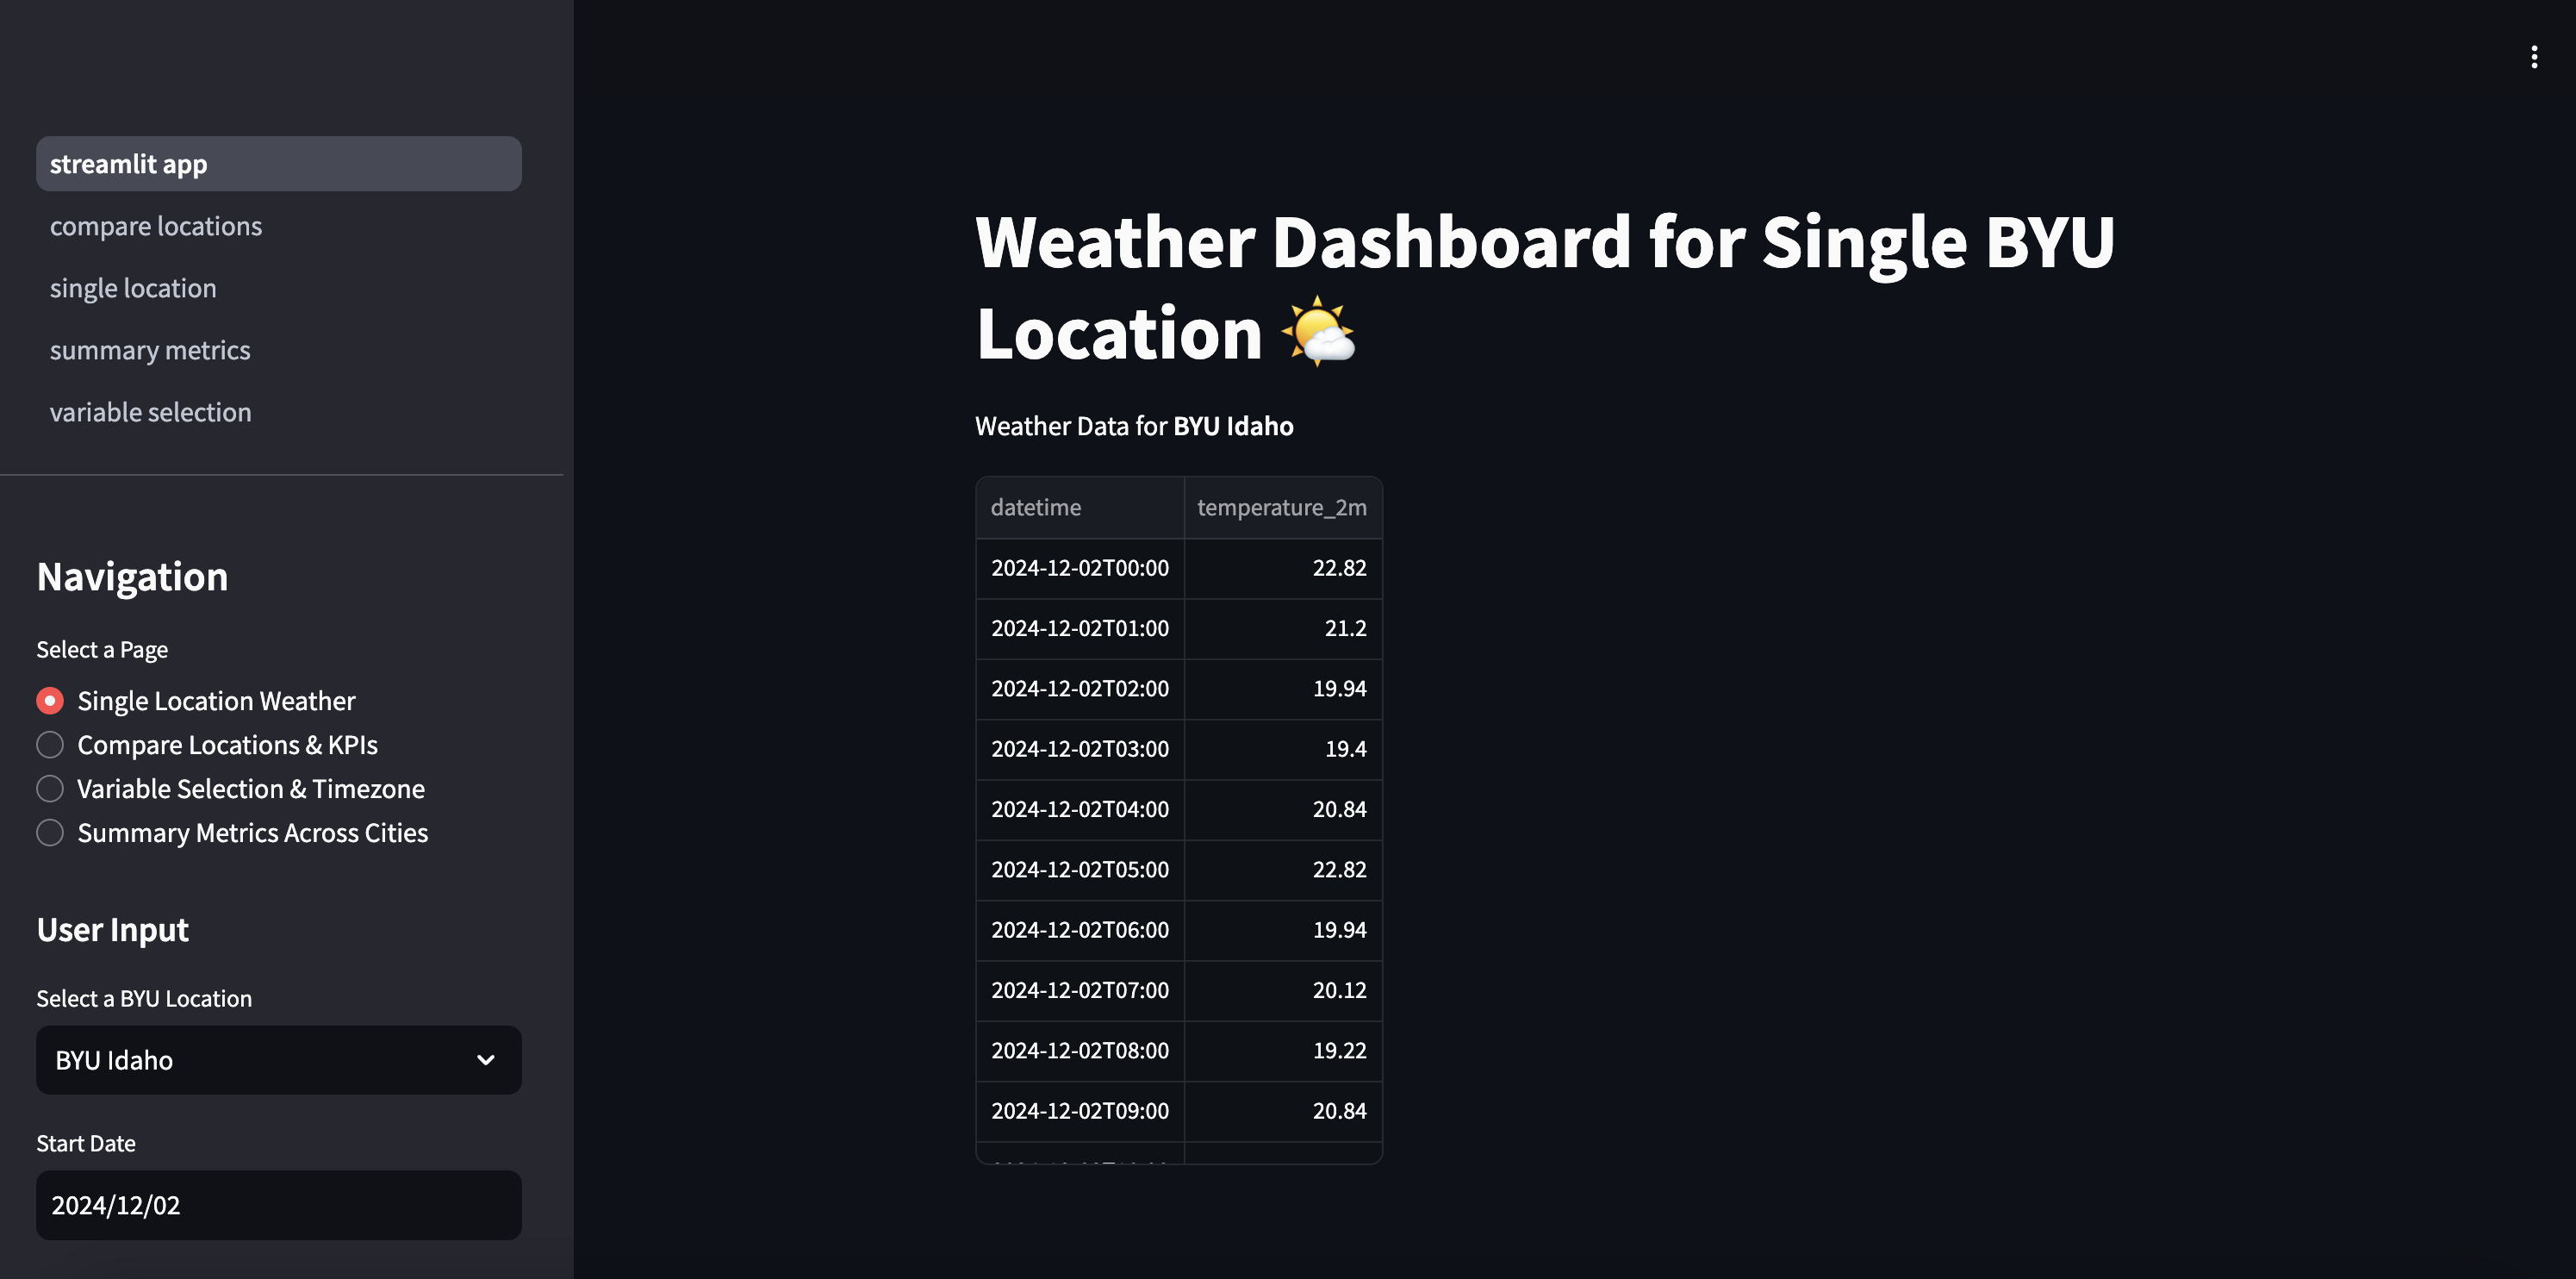 streamlit app
compare locations
single location
summary metrics
variable selection
Navigation
Select a Page
Single Location Weather
Compare Locations & KPIs
Variable Selection & Timezone
Summary Metrics Across Cities
User Input
Select a BYU Location
BYU Idaho
Start Date
2024/12/02
Weather Dashboard for Single BYU
Location
Weather Data for BYU Idaho
datetime temperature_2m
2024-12-02T00:00 22.82
2024-12-02T01:00 21.2
2024-12-02T02:00 19.94
2024-12-02T03:00 19.4
2024-12-02T04:00 20.84
2024-12-02T05:00 22.82
2024-12-02T06:00 19.94
2024-12-02T07:00 20.12
2024-12-02T08:00 19.22
2024-12-02T09:00 20.84